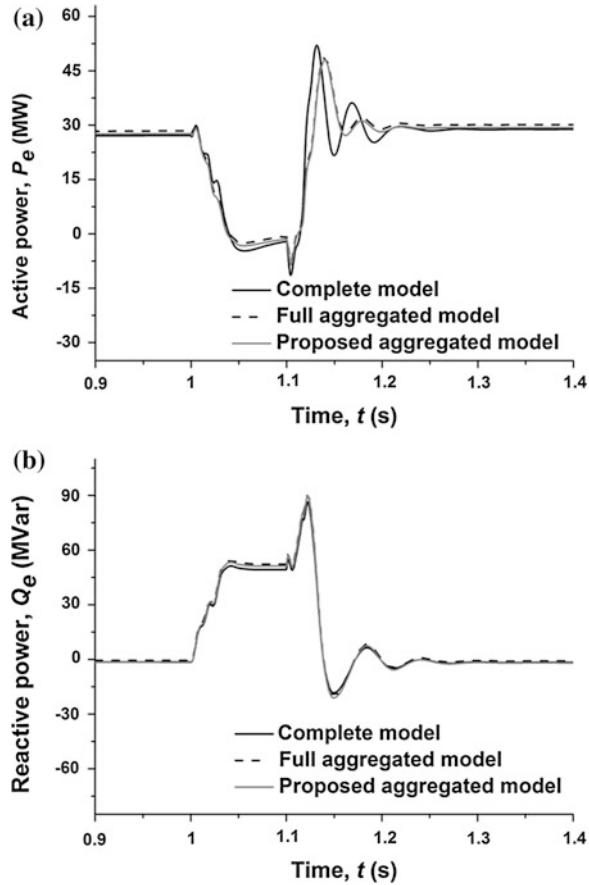 (a)
Active power, Pe (MW)
60
45
30
15
0
-15
-30
Complete model
Full aggregated model
Proposed aggregated model
0.9 1 1.1 1.2 1.3 1.4
Time, t (s)
(b)
Reactive power, Qe (MVar)
90
60
30
0
-30
-60
Complete model
Full aggregated model
Proposed aggregated model
0.9 1 1.1 1.2 1.3 1.4
Time, t (s)